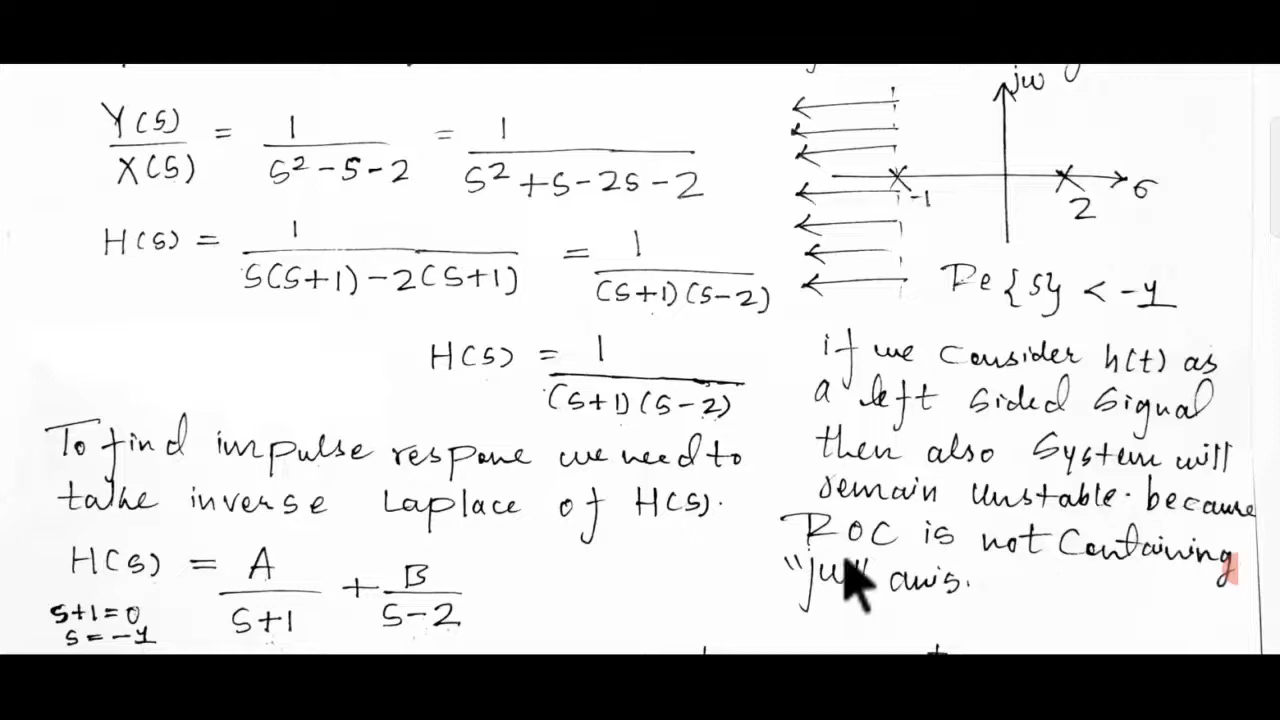 Y(S)/X(S) = 1/(S² - S - 2) = 1/(S² + S - 2S - 2)
H(S) = 1/(S(S+1) - 2(S+1)) = 1/((S+1)(S-2))
H(S) = 1/((S+1)(S-2))
To find impulse respone we need to
take inverse Laplace of H(S).
H(S) = A/(S+1) + B/(S-2)
S+1=0
S=-1
jω
σ
-1
2
Re{S} < -1
if we consider h(t) as
a left sided signal
then also System will
remain unstable. because
ROC is not Containing
"jω" axis.